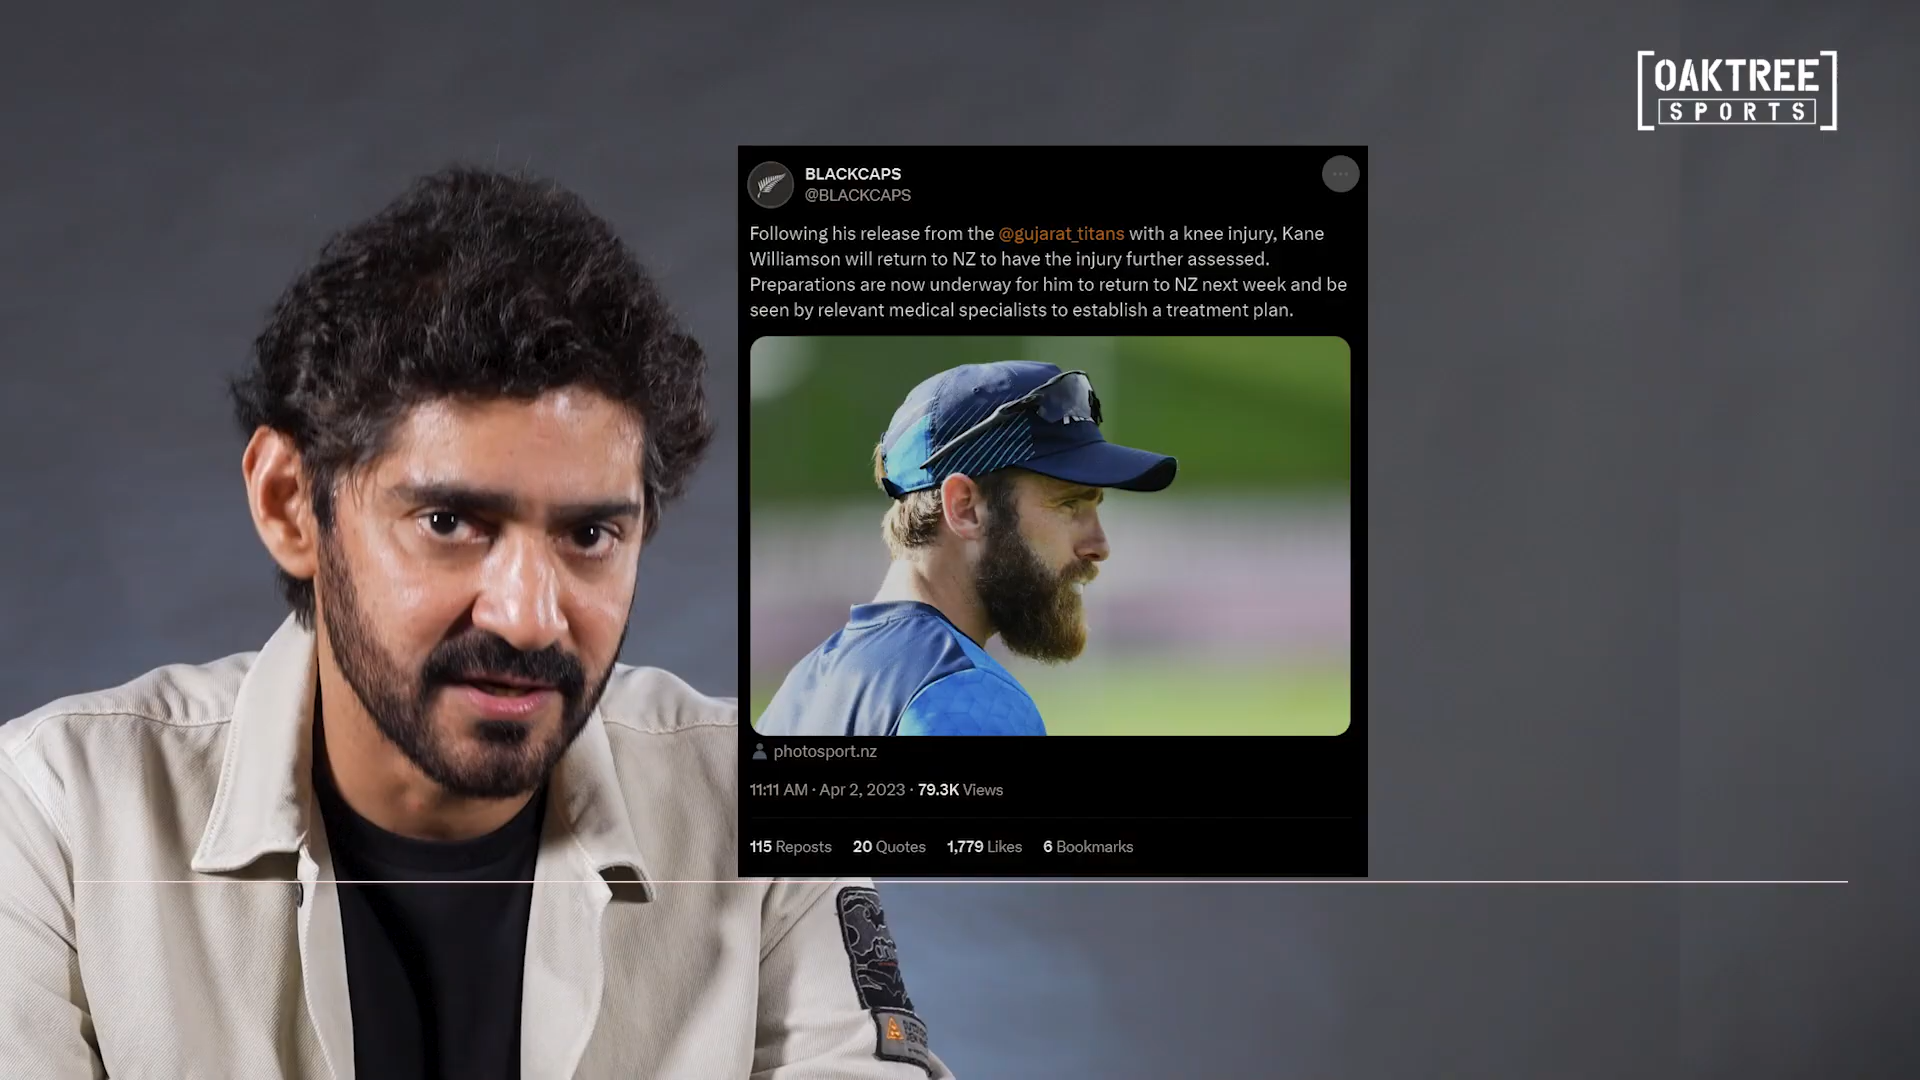 OAKTREE
SPORTS
BLACKCAPS
@BLACKCAPS
Following his release from the @gujarat_titans with a knee injury, Kane
Williamson will return to NZ to have the injury further assessed.
Preparations are now underway for him to return to NZ next week and be
seen by relevant medical specialists to establish a treatment plan.
photosport.nz
11:11 AM · Apr 2, 2023 · 79.3K Views
115 Reposts 20 Quotes 1,779 Likes 6 Bookmarks